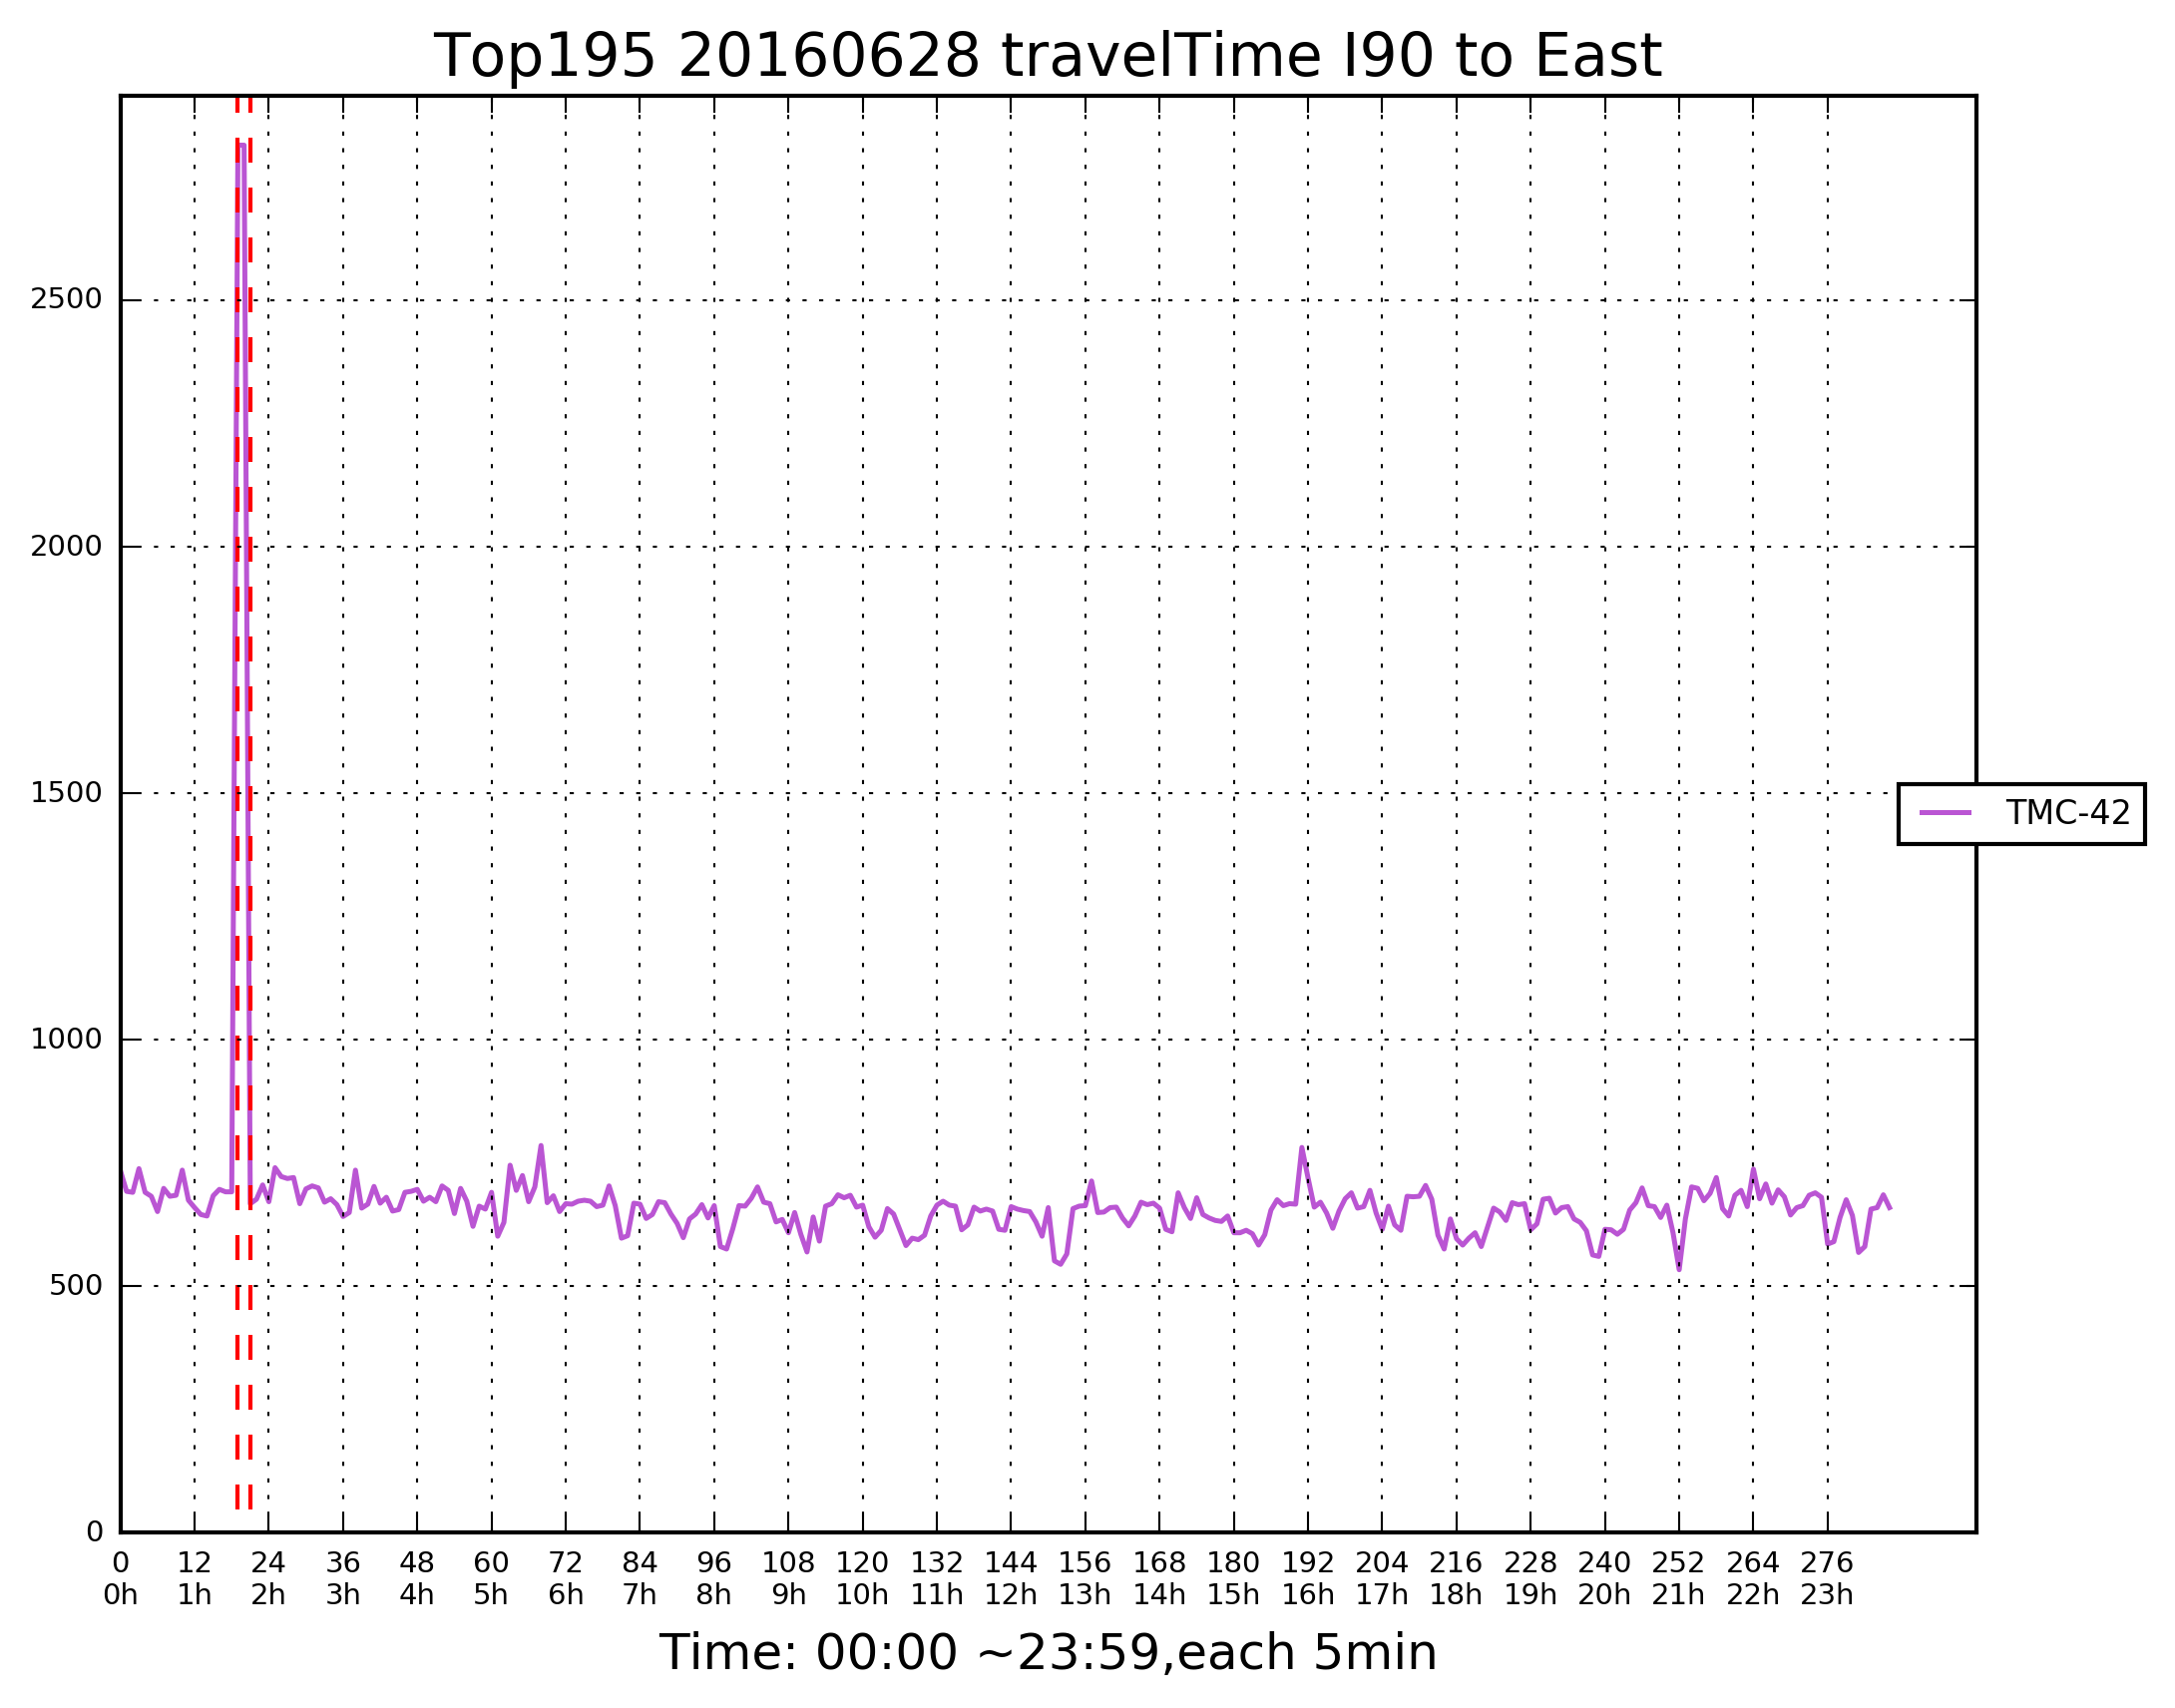 Top195 20160628 travelTime I90 to East
2500
2000
1500
1000
500
0
TMC-42
0 12 24 36 48 60 72 84 96 108 120 132 144 156 168 180 192 204 216 228 240 252 264 276
0h 1h 2h 3h 4h 5h 6h 7h 8h 9h 10h 11h 12h 13h 14h 15h 16h 17h 18h 19h 20h 21h 22h 23h
Time: 00:00 ~23:59,each 5min